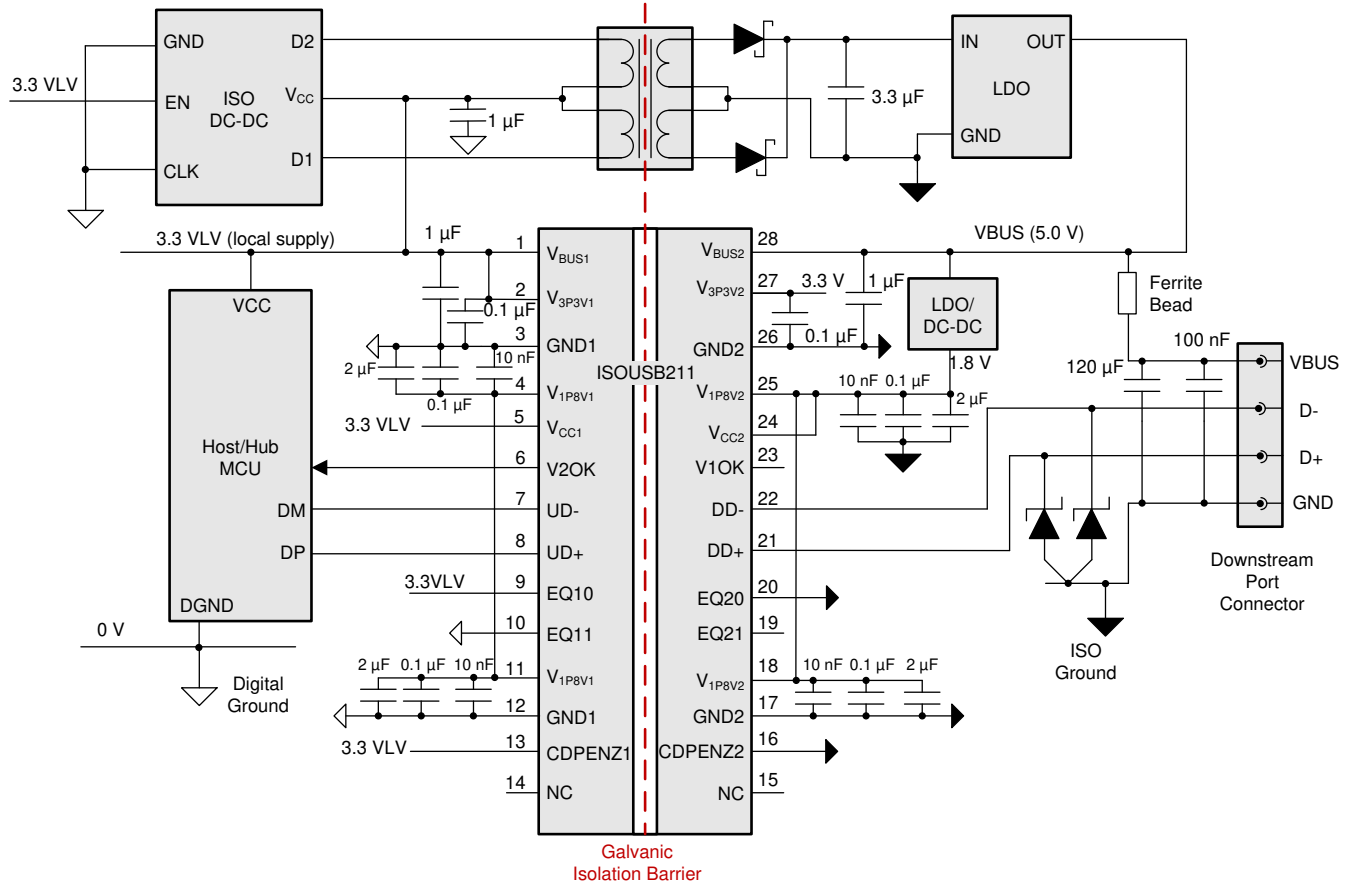 GND
EN
CLK
ISO
DC-DC
D2
VCC
D1
3.3 VLV
1 µF
3.3 µF
IN
OUT
LDO
GND
3.3 VLV (local supply)
VCC
Host/Hub
MCU
DM
DP
DGND
0 V
Digital
Ground
1 µF
0.1 µF
2 µF
0.1 µF
10 nF
3.3 VLV
3.3VLV
2 µF
0.1 µF
10 nF
3.3 VLV
1
2
3
4
5
6
7
8
9
10
11
12
13
14
VBUS1
V3P3V1
GND1
V1P8V1
VCC1
V2OK
UD-
UD+
EQ10
EQ11
V1P8V1
GND1
CDPENZ1
NC
ISOUSB211
VBUS2
V3P3V2
GND2
V1P8V2
VCC2
V1OK
DD-
DD+
EQ20
EQ21
V1P8V2
GND2
CDPENZ2
NC
28
27
26
25
24
23
22
21
20
19
18
17
16
15
VBUS (5.0 V)
3.3 V
1 µF
0.1 µF
LDO/
DC-DC
1.8 V
10 nF
0.1 µF
2 µF
10 nF
0.1 µF
2 µF
Ferrite
Bead
100 nF
120 µF
VBUS
D-
D+
GND
Downstream
Port
Connector
ISO
Ground
Galvanic
Isolation Barrier